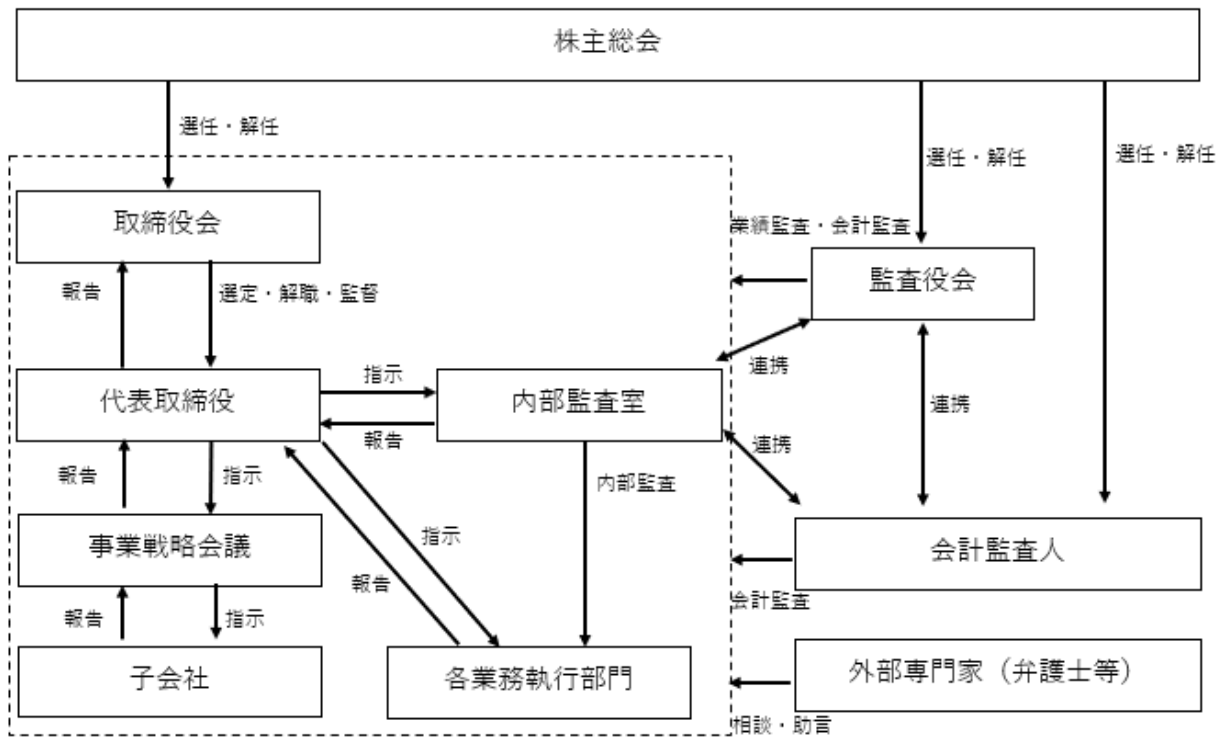 株主総会
選任・解任
選任・解任
選任・解任
取締役会
業績監査・会計監査
監査役会
報告
選定・解職・監督
連携
指示
代表取締役
内部監査室
連携
報告
連携
報告
指示
内部監査
指示
事業戦略会議
会計監査人
報告
会計監査
報告
指示
子会社
各業務執行部門
外部専門家（弁護士等）
相談・助言